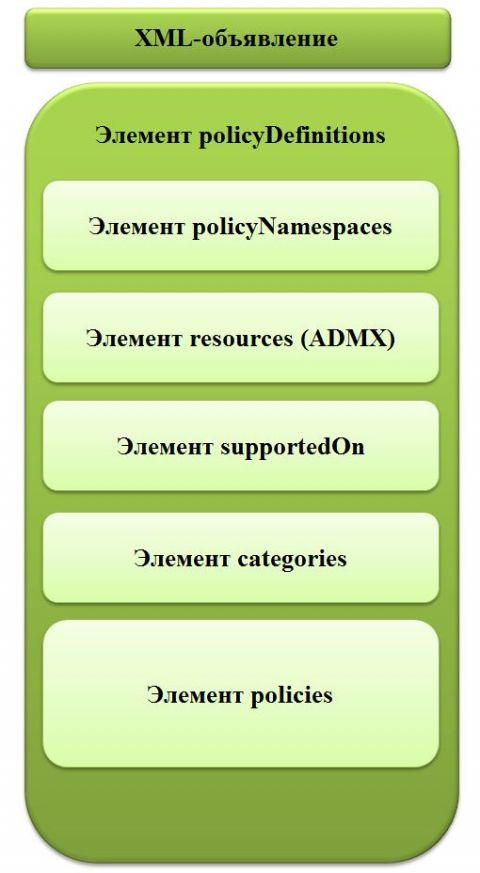 XML-объявление
Элемент policyDefinitions
Элемент policyNamespaces
Элемент resources (ADMX)
Элемент supportedOn
Элемент categories
Элемент policies